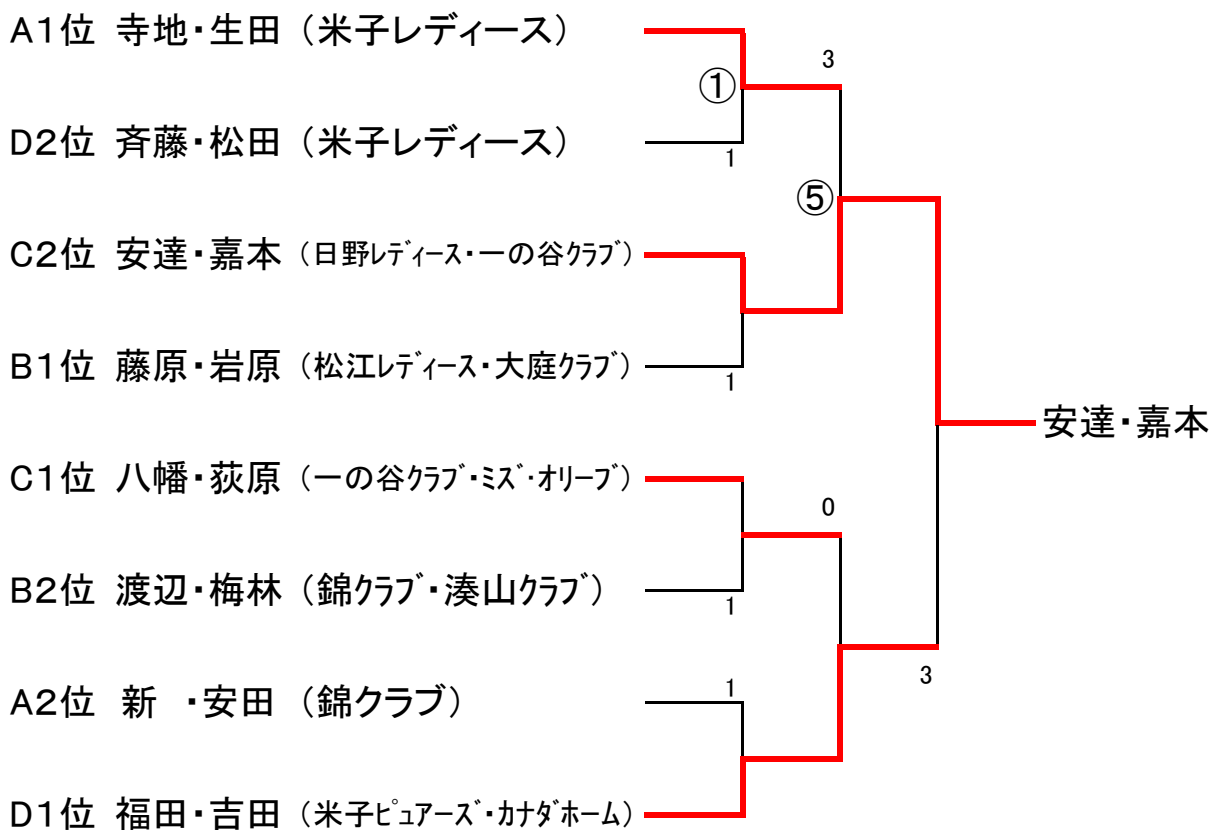 A1位 寺地・生田 （米子レディース）
3
①
D2位 斉藤・松田 （米子レディース）
1
⑤
C2位 安達・嘉本 （日野ﾚﾃﾞｨｰｽ・一の谷ｸﾗﾌﾞ）
B1位 藤原・岩原 （松江ﾚﾃﾞｨｰｽ・大庭ｸﾗﾌﾞ）
1
安達・嘉本
C1位 八幡・荻原 （一の谷ｸﾗﾌﾞ・ﾐｽﾞ・ｵﾘｰﾌﾞ）
0
B2位 渡辺・梅林 （錦ｸﾗﾌﾞ・湊山ｸﾗﾌﾞ）
1
3
A2位 新 ・安田 （錦クラブ）
1
D1位 福田・吉田 （米子ﾋﾟｭｱｰｽﾞ・ｶﾅﾀﾞﾎｰﾑ）